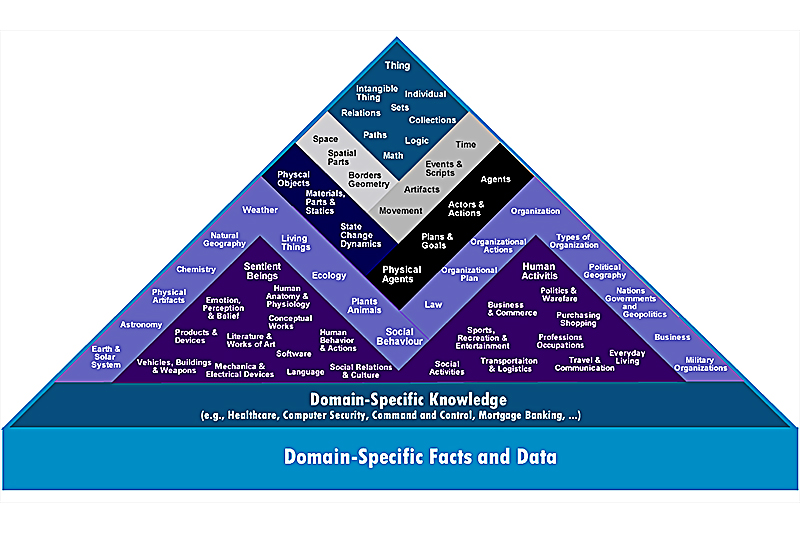 Thing
Intangible
Thing
Individual
Sets
Relations
Collections
Paths
Logic
Math
Space
Time
Spatial
Parts
Events &
Scripts
Borders
Geometry
Artifacts
Movement
Physcal
Objects
Agents
Materials,
Parts &
Statics
Actors &
Actions
State
Change
Dynamics
Plans &
Goals
Physical
Agents
Weather
Organization
Natural
Geography
Living
Things
Organizational
Actions
Types of
Organization
Chemistry
Ecology
Organizational
Plan
Political
Geography
Physical
Artifacts
Plants
Animals
Law
Nations
Governments
and
Geopolitics
Astronomy
Social
Behaviour
Business
Earth &
Solar
System
Military
Organizations
Sentient
Beings
Human
Anatomy &
Physiology
Emotion,
Perception
& Belief
Conceptual
Works
Products &
Devices
Literature &
Works of Art
Human
Behavior
& Actions
Software
Vehicles, Buildings
& Weapons
Mechanica &
Electrical Devices
Language
Social Relations
& Culture
Human
Activitis
Politics &
Warefare
Business
& Commerce
Purchasing
Shopping
Sports,
Recreation &
Entertainment
Professions
Occupations
Everyday
Living
Social
Activities
Transportaiton
& Logistics
Travel &
Communication
Domain-Specific Knowledge
(e.g., Healthcare, Computer Security, Command and Control, Mortgage Banking, ...)
Domain-Specific Facts and Data